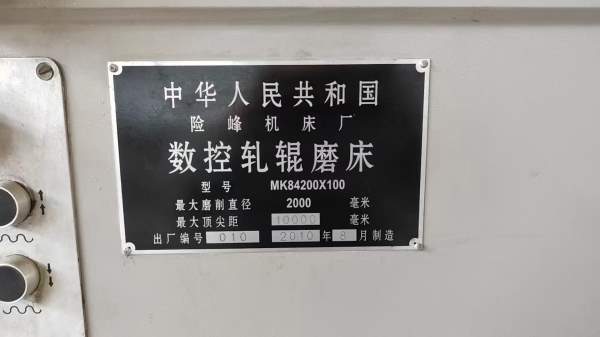 中华人民共和国
险峰机床厂
数控轧辊磨床
型号 MK84200X100
最大磨削直径 2000 毫米
最大顶尖距 10000 毫米
出厂编号 010 2010 年 8 月制造